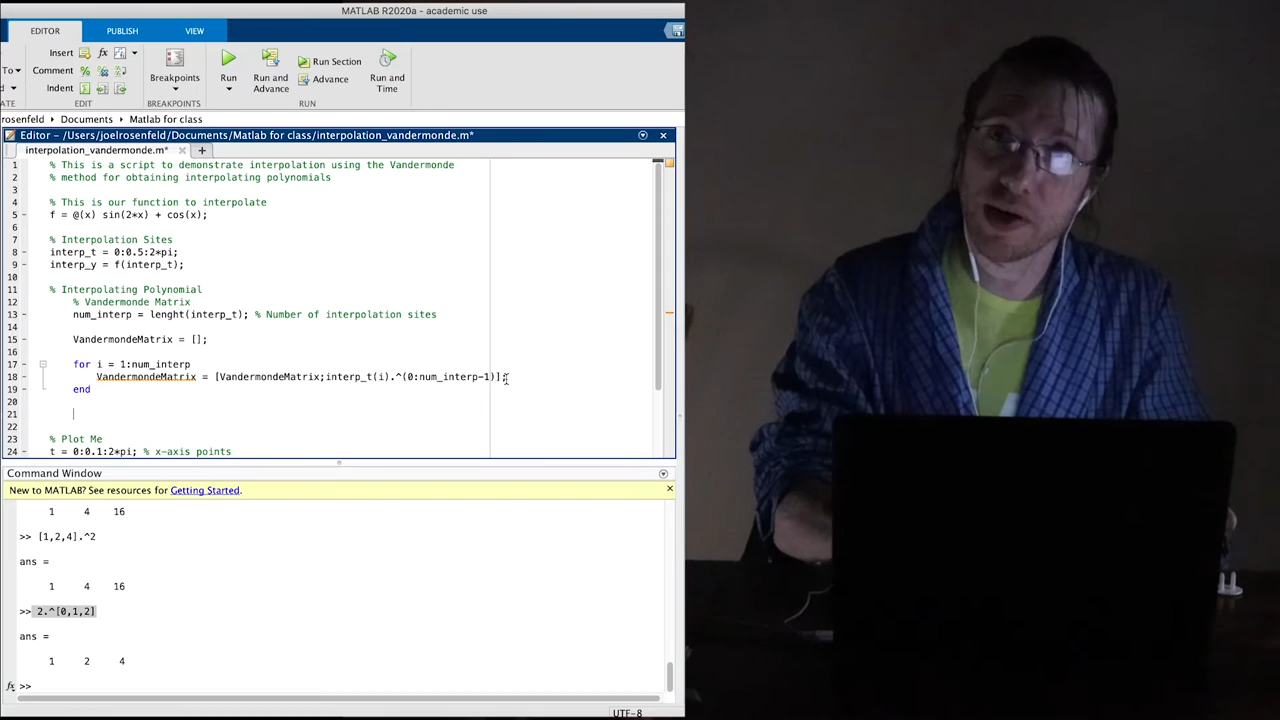 MATLAB R2020a - academic use
EDITOR PUBLISH VIEW
Insert fx
To Comment % Breakpoints Run Run and Advance Run Section Advance Run and Time
Indent
ATE EDIT BREAKPOINTS RUN
rosenfeld Documents Matlab for class
Editor - /Users/joelrosenfeld/Documents/Matlab for class/interpolation_vandermonde.m*
interpolation_vandermonde.m*
1 % This is a script to demonstrate interpolation using the Vandermonde
2 % method for obtaining interpolating polynomials
3
4 % This is our function to interpolate
5 - f = @(x) sin(2*x) + cos(x);
6
7 % Interpolation Sites
8 - interp_t = 0:0.5:2*pi;
9 - interp_y = f(interp_t);
10
11 % Interpolating Polynomial
12 % Vandermonde Matrix
13 - num_interp = lenght(interp_t); % Number of interpolation sites
14
15 - VandermondeMatrix = [];
16
17 - for i = 1:num_interp
18 - VandermondeMatrix = [VandermondeMatrix;interp_t(i).^(0:num_interp-1)];
19 - end
20
21
22
23 % Plot Me
24 - t = 0:0.1:2*pi; % x-axis points
Command Window
New to MATLAB? See resources for Getting Started.
1 4 16
>> [1,2,4].^2
ans =
1 4 16
>> 2.^[0,1,2]
ans =
1 2 4
fx >>
UTF-8